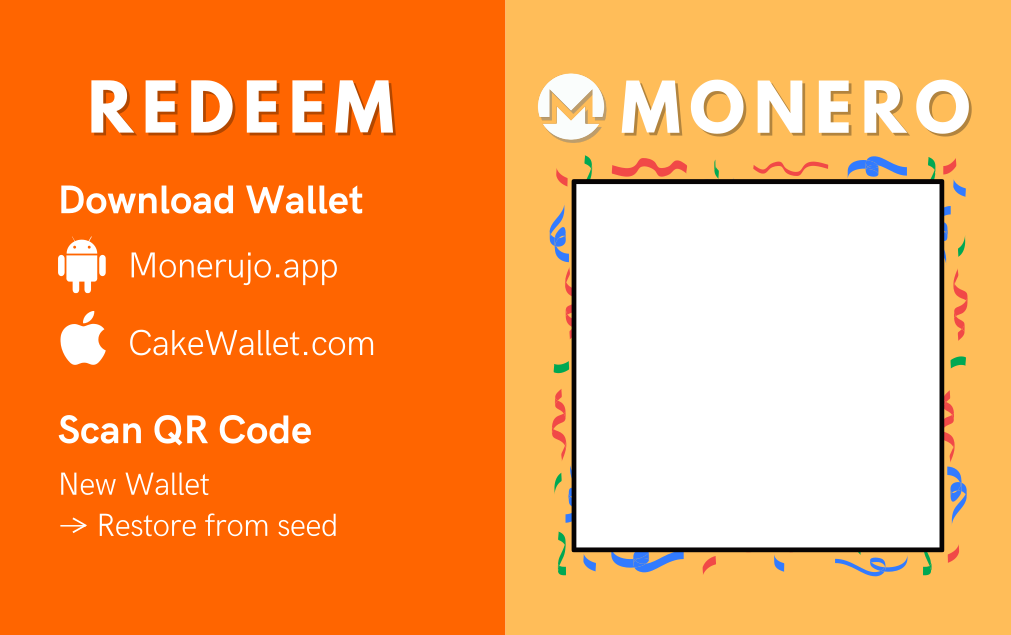 REDEEM
Download Wallet
Monerujo.app
CakeWallet.com
Scan QR Code
New Wallet
→ Restore from seed
MONERO